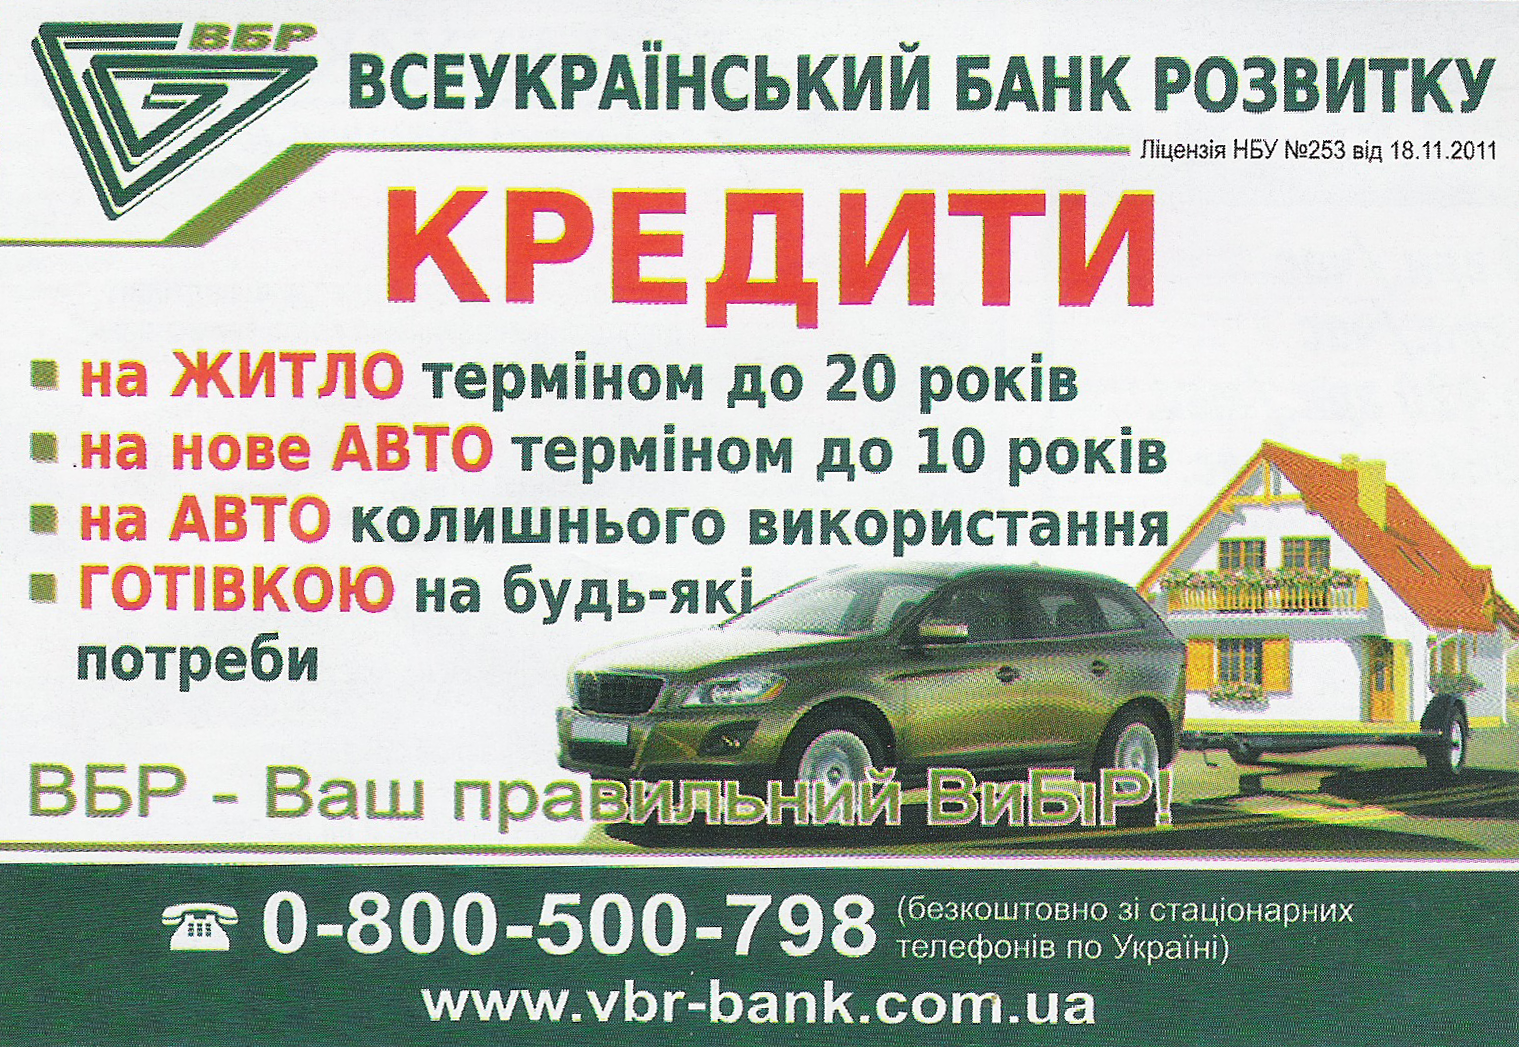 ВБР
ВСЕУКРАЇНСЬКИЙ БАНК РОЗВИТКУ
Ліцензія НБУ №253 від 18.11.2011
КРЕДИТИ
на ЖИТЛО терміном до 20 років
на нове АВТО терміном до 10 років
на АВТО колишнього використання
ГОТІВКОЮ на будь-які
потреби
ВБР - Ваш правильний ВиБіР!
0-800-500-798 (безкоштовно зі стаціонарних
телефонів по Україні)
www.vbr-bank.com.ua